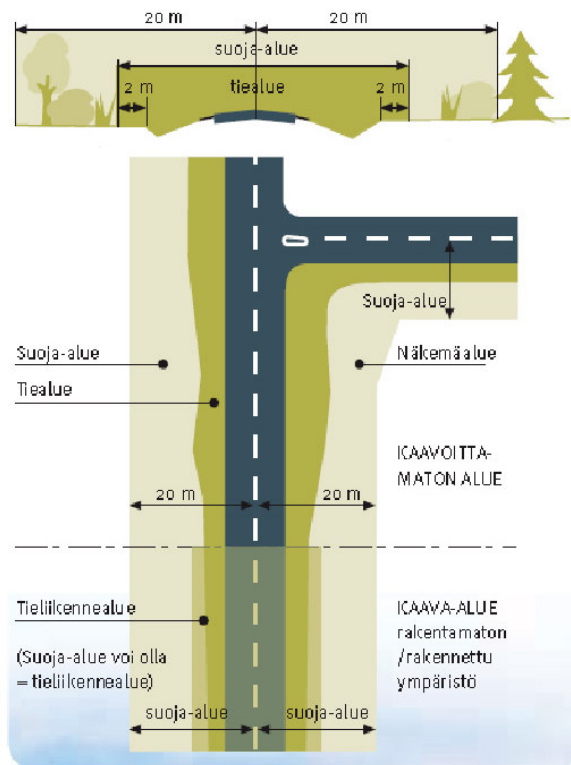 20 m 20 m
suoja-alue
2 m tiealue 2 m
Suoja-alue
Suoja-alue Näkemäalue
Tiealue
KAAVOITTA-
MATON ALUE
20 m 20 m
Tieliikennealue
(Suoja-alue voi olla
= tieliikennealue)
KAAVA-ALUE
rakentamaton
/rakennettu
ympäristö
suoja-alue suoja-alue